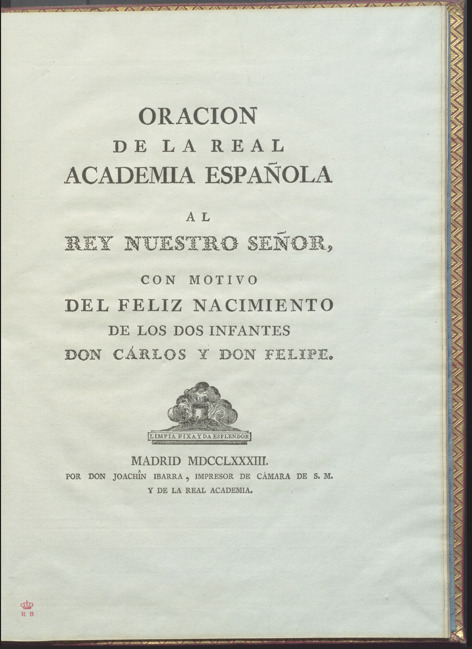 ORACION
DE LA REAL
ACADEMIA ESPAÑOLA
AL
REY NUESTRO SEÑOR,
CON MOTIVO
DEL FELIZ NACIMIENTO
DE LOS DOS INFANTES
DON CÁRLOS Y DON FELIPE.
LIMPIA FIXA Y DA ESPLENDOR
MADRID MDCCLXXXIII.
POR DON JOACHÎN IBARRA, IMPRESOR DE CÁMARA DE S. M.
Y DE LA REAL ACADEMIA.
R B